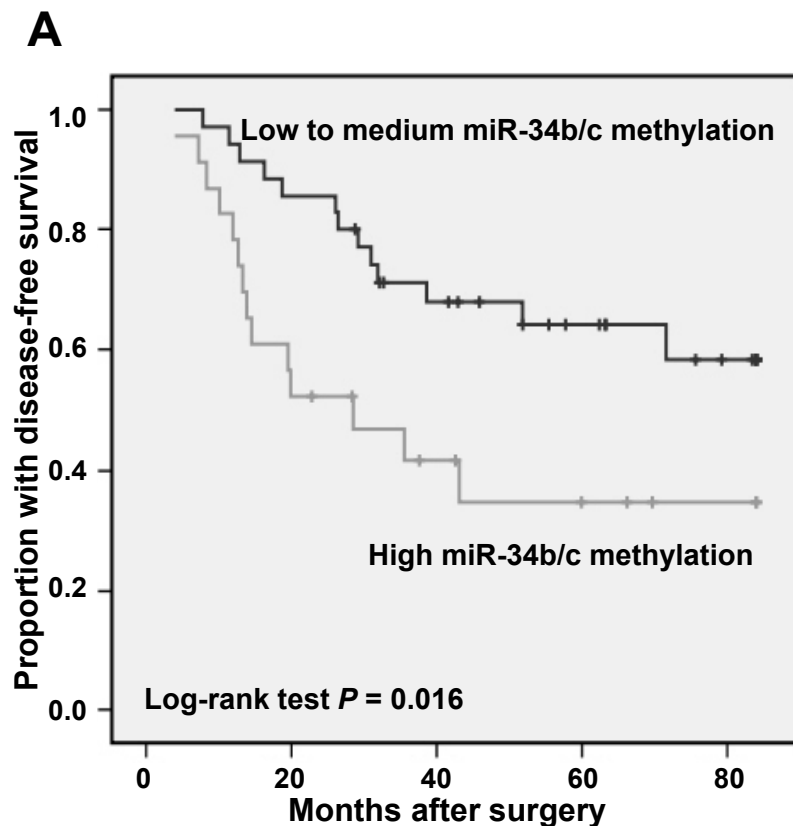 A
Proportion with disease-free survival
1.0
0.8
0.6
0.4
0.2
0.0
Low to medium miR-34b/c methylation
High miR-34b/c methylation
Log-rank test P = 0.016
0 20 40 60 80
Months after surgery